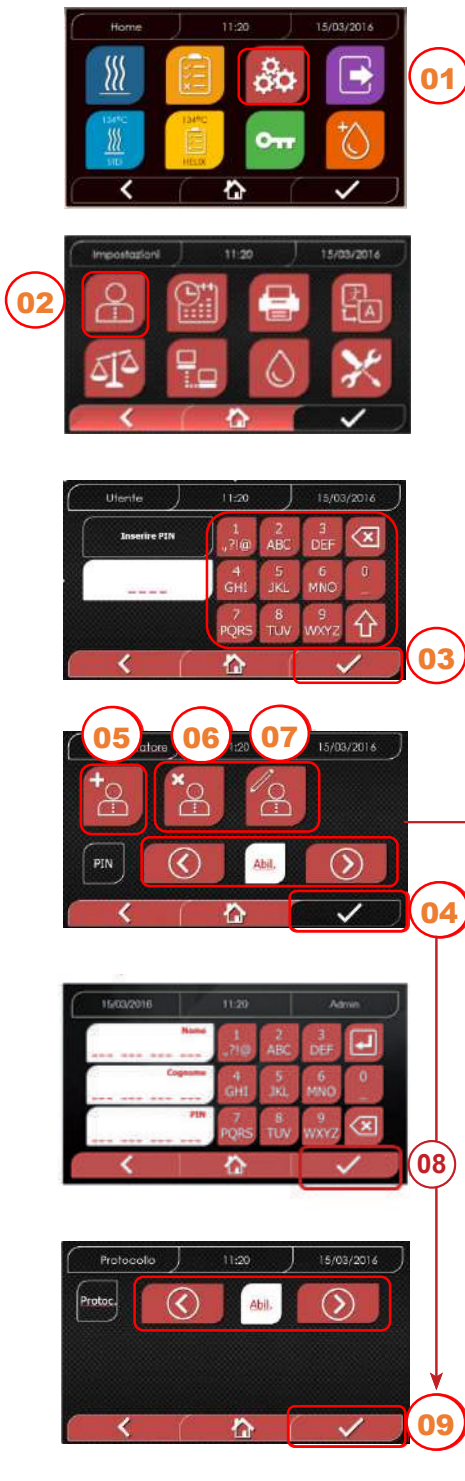 Home 11:20 15/03/2016
01
134°C 134°C
STD HELIX
Impostazioni 11:20 15/03/2016
02
A
Utente 11:20 15/03/2016
Inserire PIN
1 2 3
.,?!@ ABC DEF
4 5 6 0
GHI JKL MNO _
7 8 9
PQRS TUV WXYZ
03
05 06 07
atore 1:20 15/03/2016
PIN Abil.
04
15/03/2016 11:20 Admin
Nome 1 2 3
.,?!@ ABC DEF
Cognome 4 5 6 0
GHI JKL MNO _
PIN 7 8 9
PQRS TUV WXYZ
08
Protocollo 11:20 15/03/2016
Protoc. Abil.
09